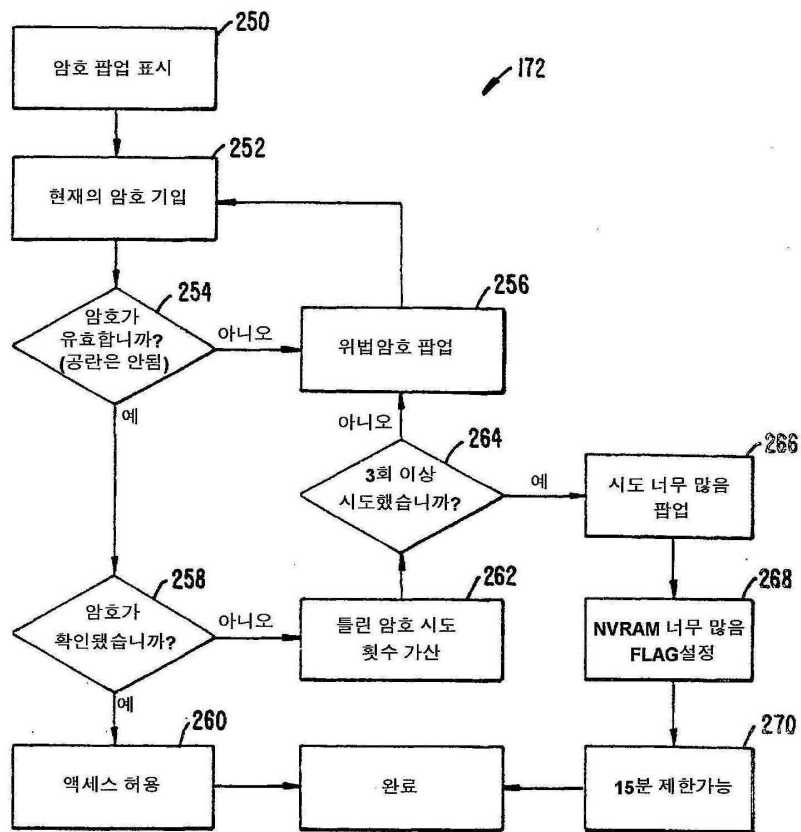 250
암호 팝업 표시
172
252
현재의 암호 기입
254
암호가
유효합니까?
(공란은 안됨)
아니오
256
위법암호 팝업
예
아니오
264
3회 이상
시도했습니까?
예
266
시도 너무 많음
팝업
258
암호가
확인됐습니까?
아니오
262
틀린 암호 시도
횟수 가산
268
NVRAM 너무 많음
FLAG설정
예
260
액세스 허용
완료
270
15분 제한가능